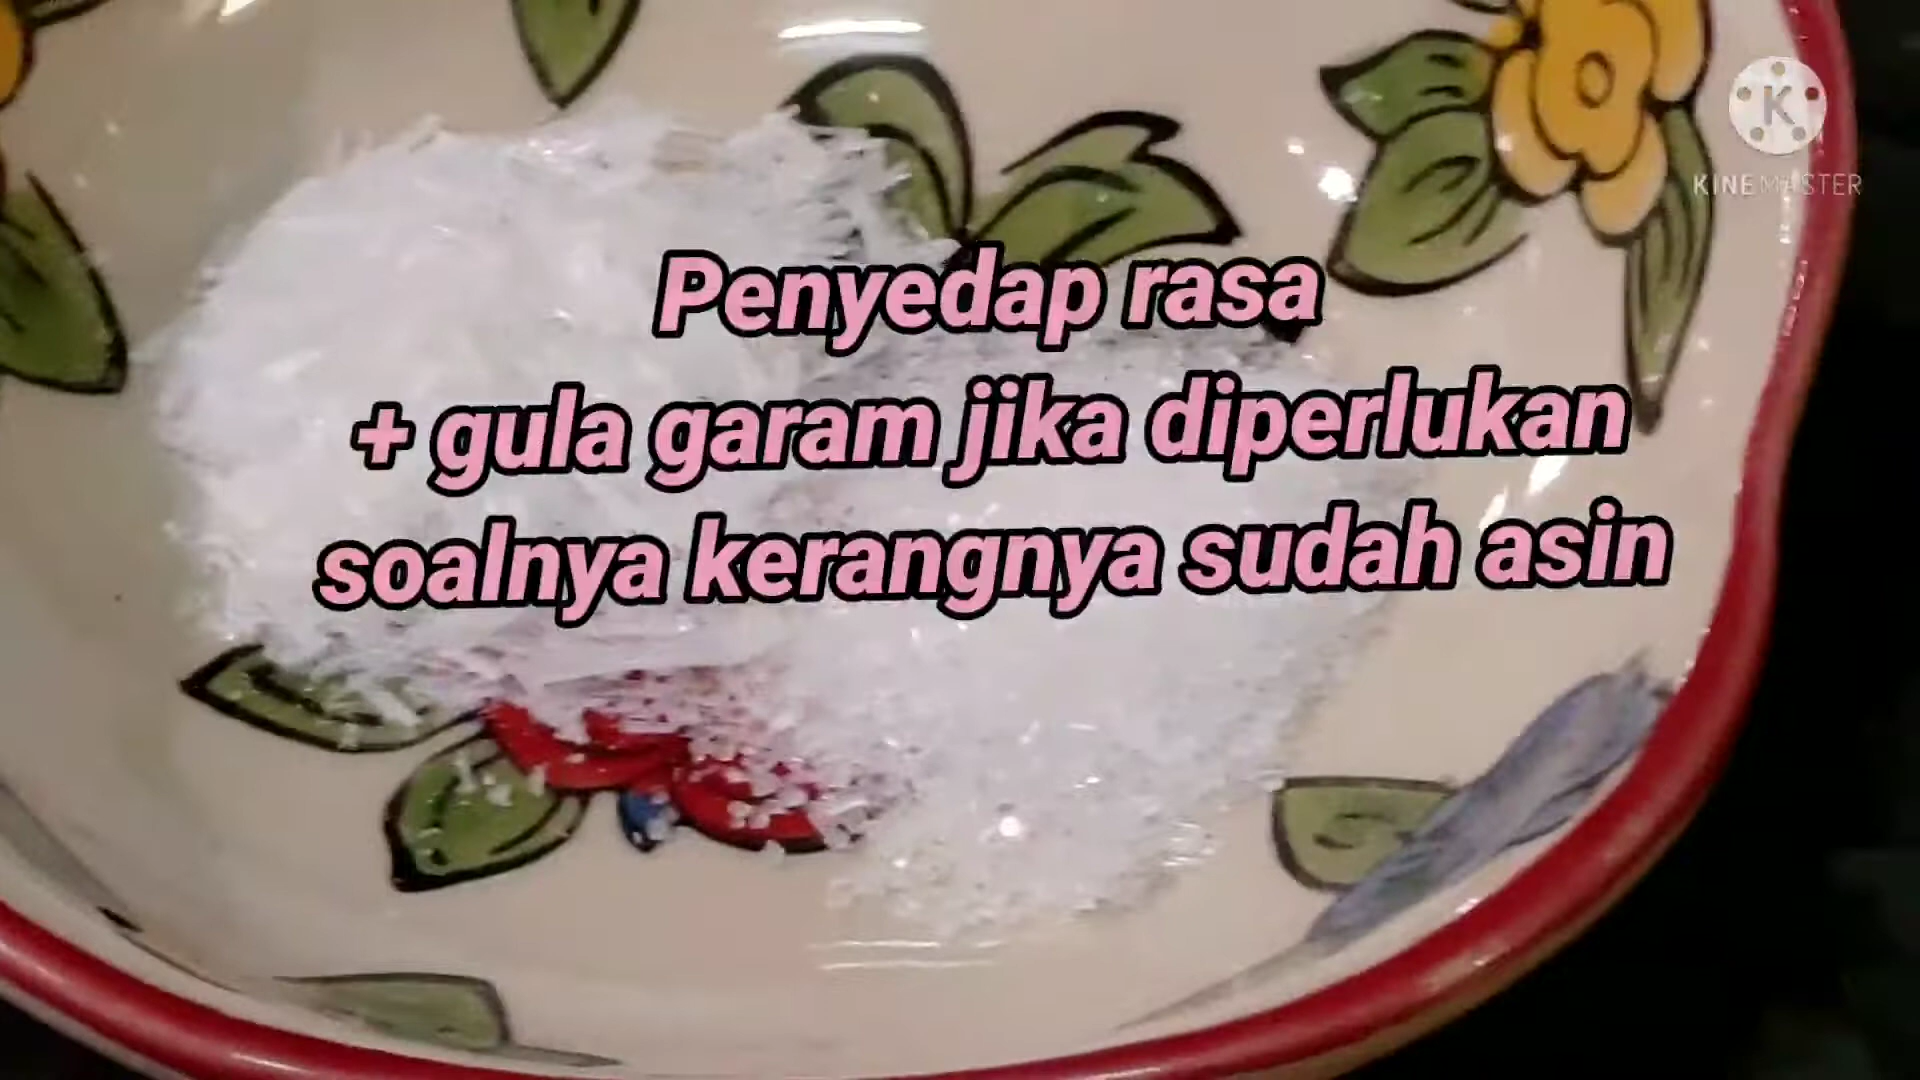 K
KINEMASTER
Penyedap rasa
+ gula garam jika diperlukan
soalnya kerangnya sudah asin